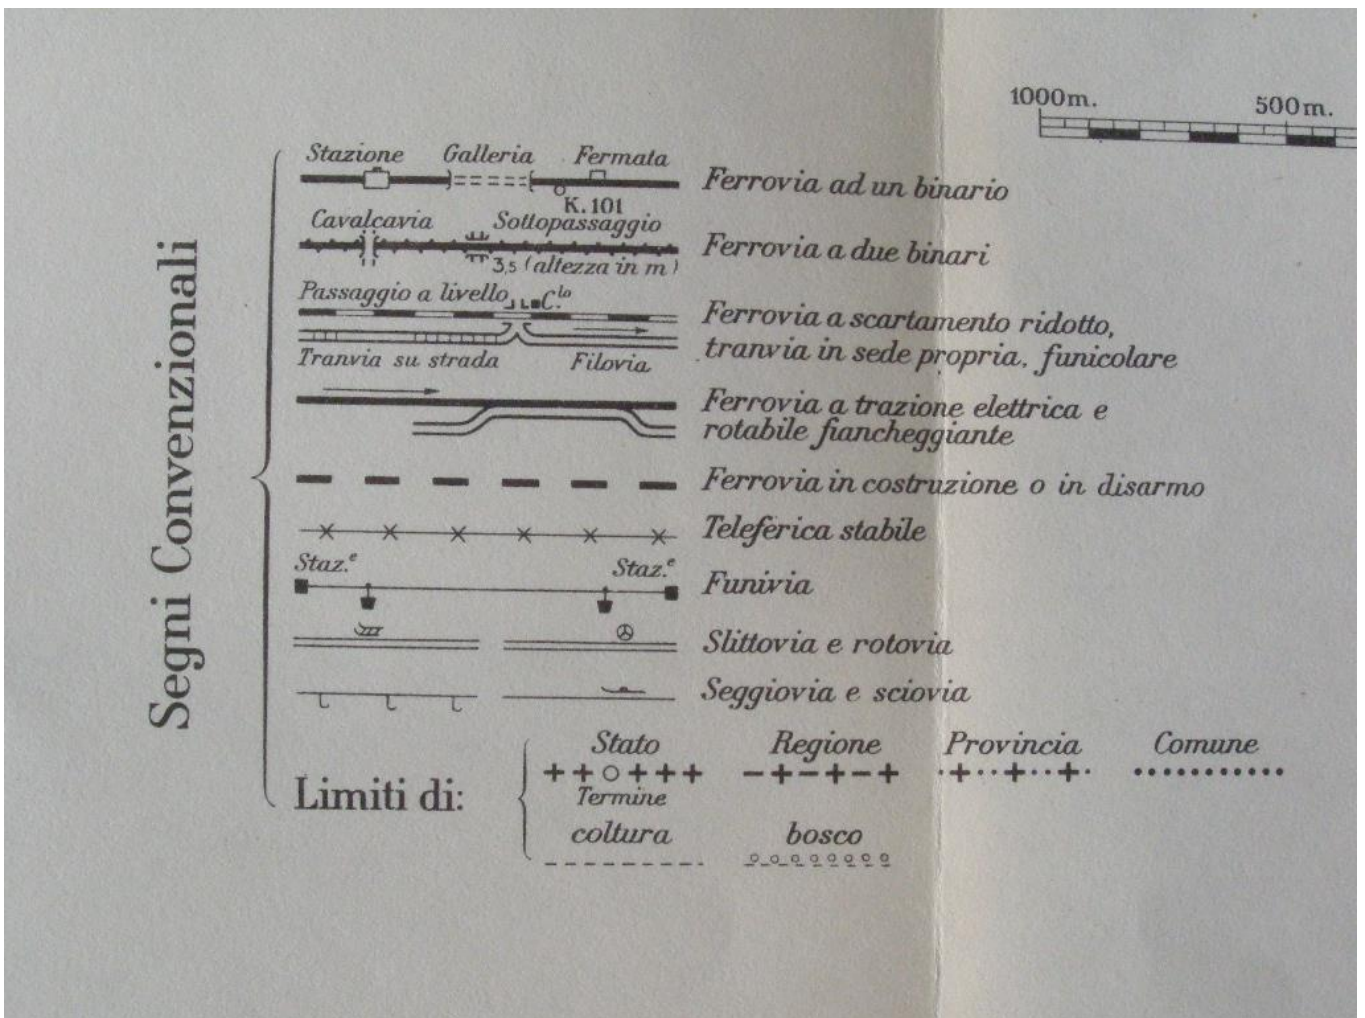 1000m. 500m.
Segni Convenzionali
Stazione Galleria Fermata
Ferrovia ad un binario
K.101
Cavalcavia Sottopassaggio
Ferrovia a due binari
3,5 (altezza in m)
Passaggio a livello C.lo
Ferrovia a scartamento ridotto,
tranvia in sede propria, funicolare
Tranvia su strada Filovia
Ferrovia a trazione elettrica e
rotabile fiancheggiante
Ferrovia in costruzione o in disarmo
Teleferica stabile
Staz.e Staz.e
Funivia
Slittovia e rotovia
Seggiovia e sciovia
Limiti di:
Stato Regione Provincia Comune
Termine
coltura bosco